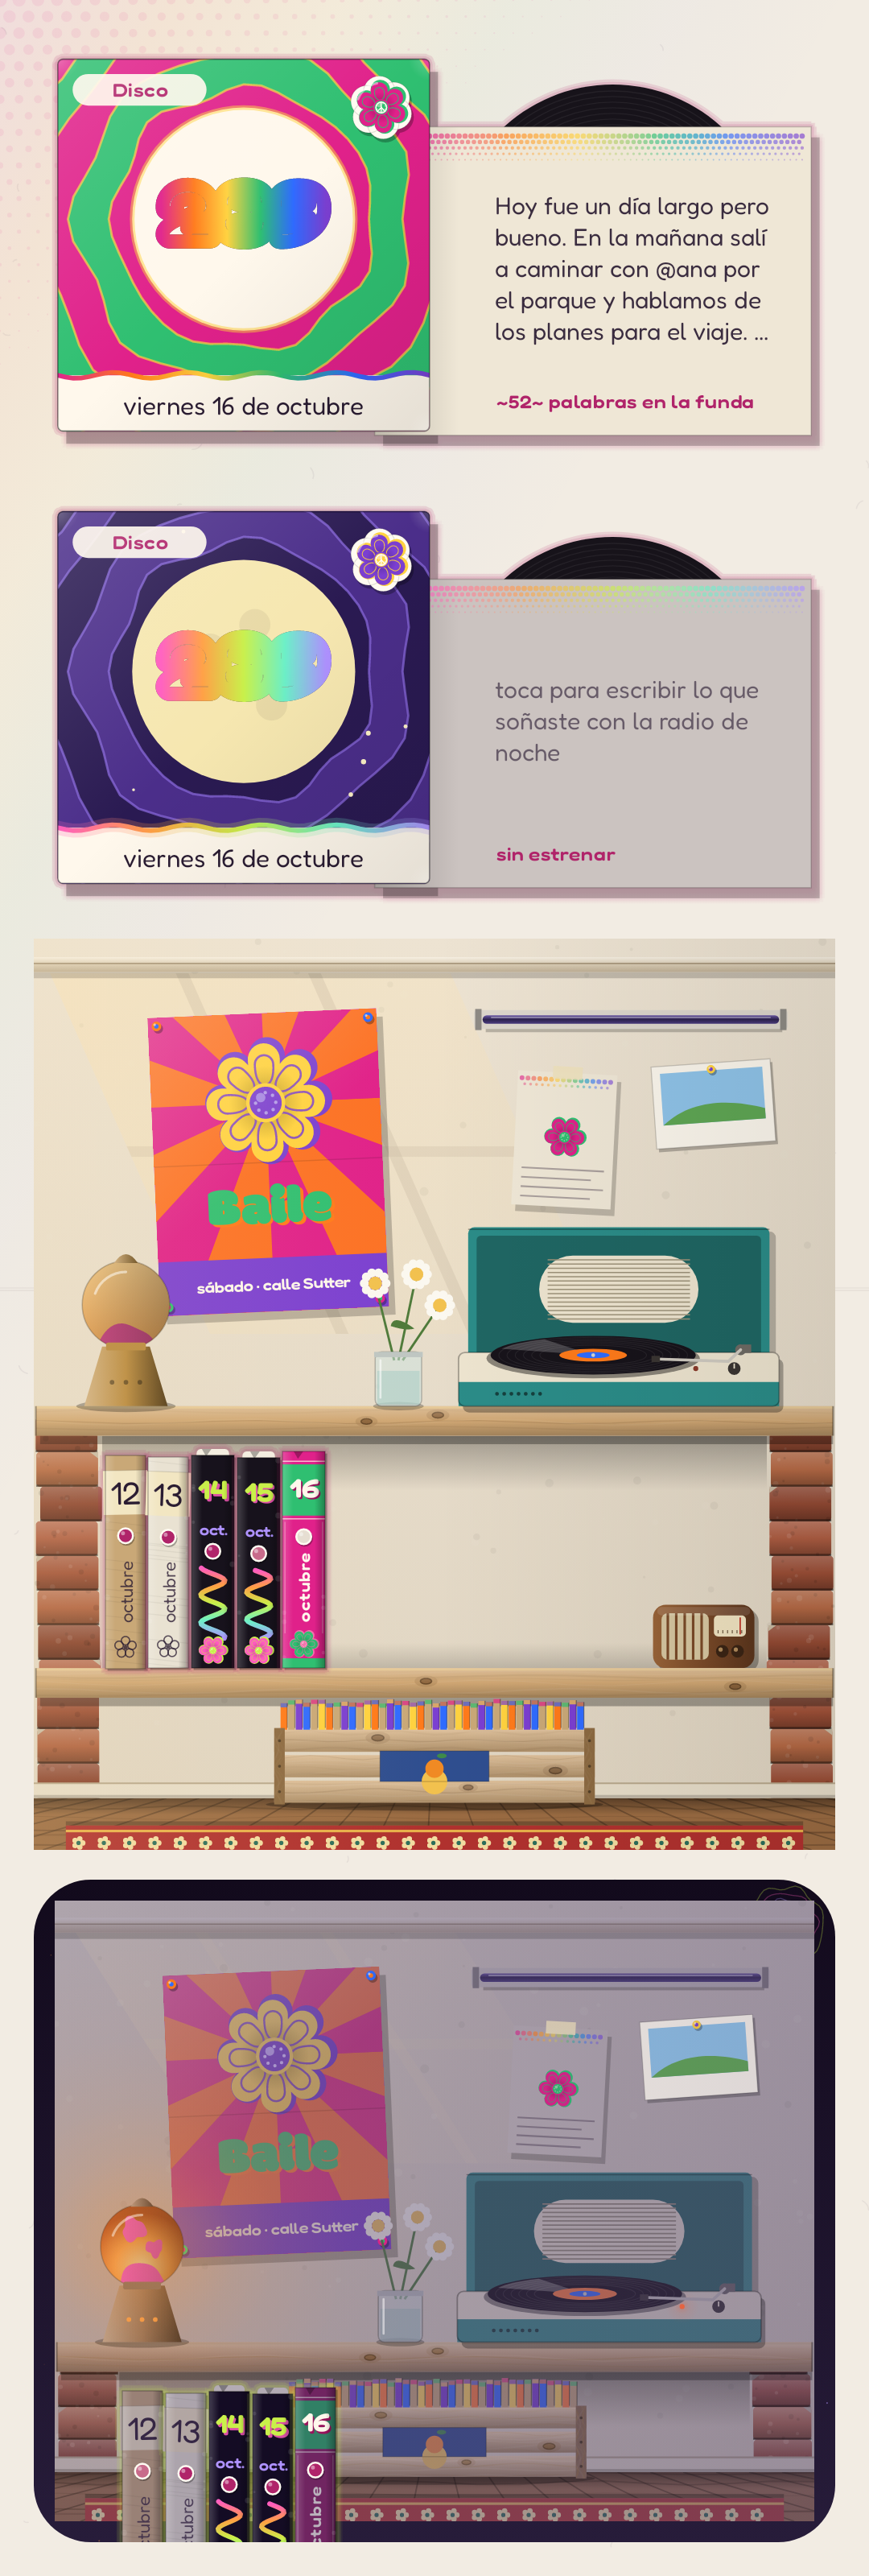 Disco
Hoy fue un día largo pero
bueno. En la mañana salí
a caminar con @ana por
el parque y hablamos de
los planes para el viaje. ...
~52~ palabras en la funda
viernes 16 de octubre
Disco
toca para escribir lo que
soñaste con la radio de
noche
sin estrenar
viernes 16 de octubre
Baile
sábado · calle Sutter
12 13 14 15 16
octubre octubre oct. oct. octubre
Baile
sábado · calle Sutter
12 13 14 15 16
tubre tubre oct. oct. tubre